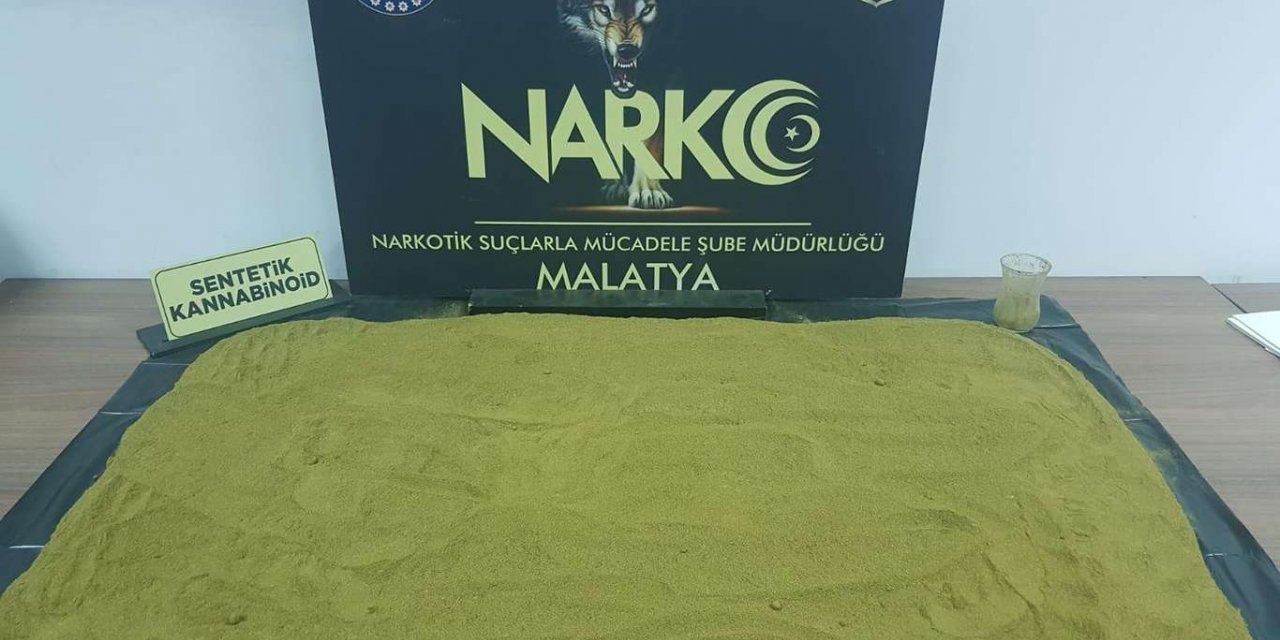 NARKO
NARKOTİK SUÇLARLA MÜCADELE ŞUBE MÜDÜRLÜĞÜ
MALATYA
SENTETİK
KANNABİNOİD